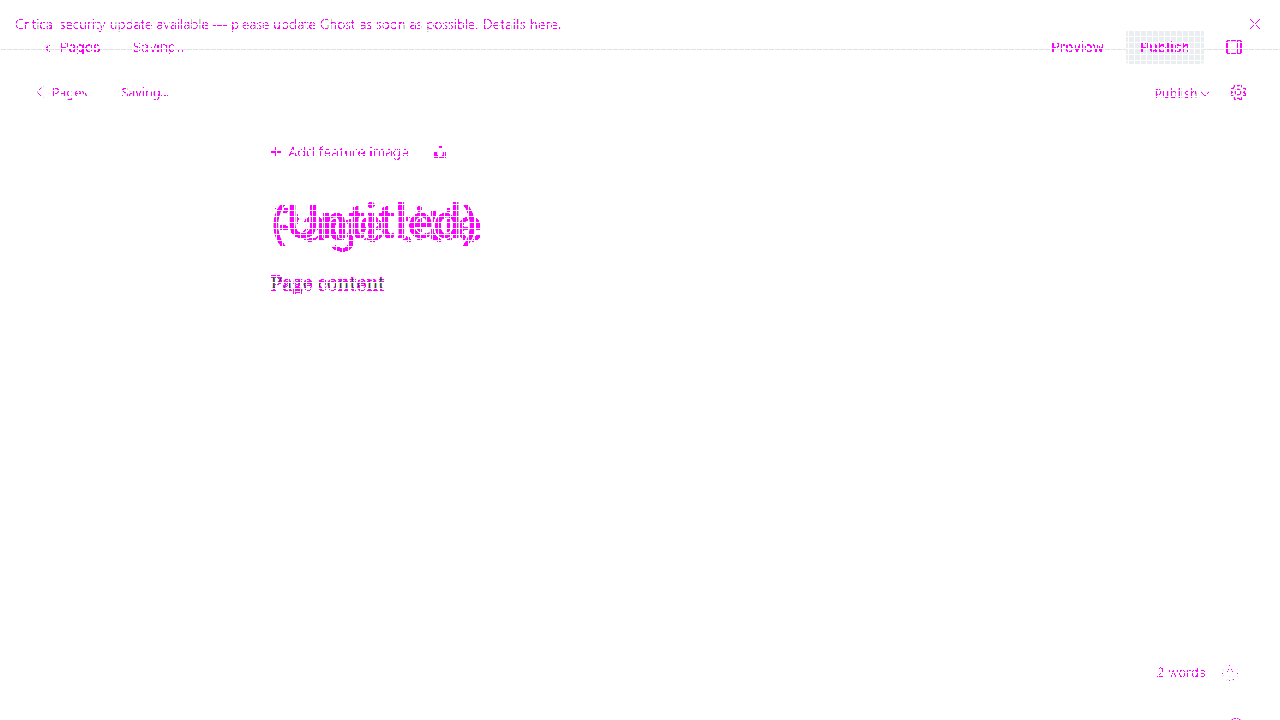 Critical security update available — please update Ghost as soon as possible. Details here.
Pages Saving... Preview Publish
Pages Saving... Publish
+ Add feature image
(Untitled)
Page content
2 words